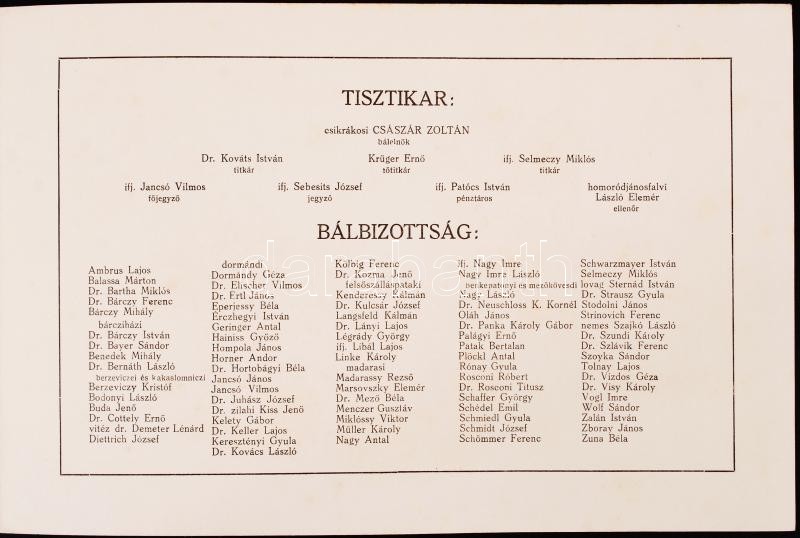 TISZTIKAR:
csikrákosi CSÁSZÁR ZOLTÁN
bálelnök
Dr. Kováts István
titkár
Krüger Ernő
főtitkár
ifj. Selmeczy Miklós
titkár
ifj. Jancsó Vilmos
főjegyző
ifj. Sebesits József
jegyző
ifj. Patócs István
pénztáros
homoródjánosfalvi
László Elemér
ellenőr
BÁLBIZOTTSÁG:
Ambrus Lajos
Balassa Márton
Dr. Bartha Miklós
Dr. Bárczy Ferenc
Bárczy Mihály
bárcziházi
Dr. Bárczy István
Dr. Bayer Sándor
Benedek Mihály
Dr. Bernáth László
berzeviczei és kakaslomniczi
Berzeviczy Kristóf
Bodonyi László
Buda Jenő
Dr. Cottely Ernő
vitéz dr. Demeter Lénárd
Diettrich József
dormándi
Dormándy Géza
Dr. Elischer Vilmos
Dr. Ertl János
Eperjessy Béla
Érczhegyi István
Geringer Antal
Hainiss Győző
Hompola János
Horner Andor
Dr. Hortobágyi Béla
Jancsó János
Jancsó Vilmos
Dr. Juhász József
Dr. zilahi Kiss Jenő
Kelety Gábor
Dr. Keller Lajos
Keresztényi Gyula
Dr. Kovács László
Kölbig Ferenc
Dr. Kozma Jenő
felsőszálláspataki
Kenderessy Kálmán
Dr. Kulcsár József
Langsfeld Kálmán
Dr. Lányi Lajos
Légrády György
ifj. Libál Lajos
Linke Károly
madarasi
Madarassy Rezső
Marsovszky Elemér
Dr. Mező Béla
Menczer Gusztáv
Miklóssy Viktor
Müller Károly
Nagy Antal
ifj. Nagy Imre
Nagy Imre László
berkenatonyi és mezőkövesdi
Nagy László
Dr. Neuschloss K. Kornél
Oláh János
Dr. Panka Károly Gábor
Palágyi Ernő
Patak Bertalan
Plöckl Antal
Rónay Gyula
Rosconi Róbert
Dr. Rosconi Titusz
Schaffer György
Schédel Emil
Schmiedl Gyula
Schmidt József
Schömmer Ferenc
Schwarzmayer István
Selmeczy Miklós
lovag Sternád István
Dr. Strausz Gyula
Stodolni János
Strinovich Ferenc
nemes Szajkó László
Dr. Szundi Károly
Dr. Szlávik Ferenc
Szoyka Sándor
Tolnay Lajos
Dr. Vízdos Géza
Dr. Visy Károly
Vogl Imre
Wolf Sándor
Zalán István
Zboray János
Zuna Béla
darabanth